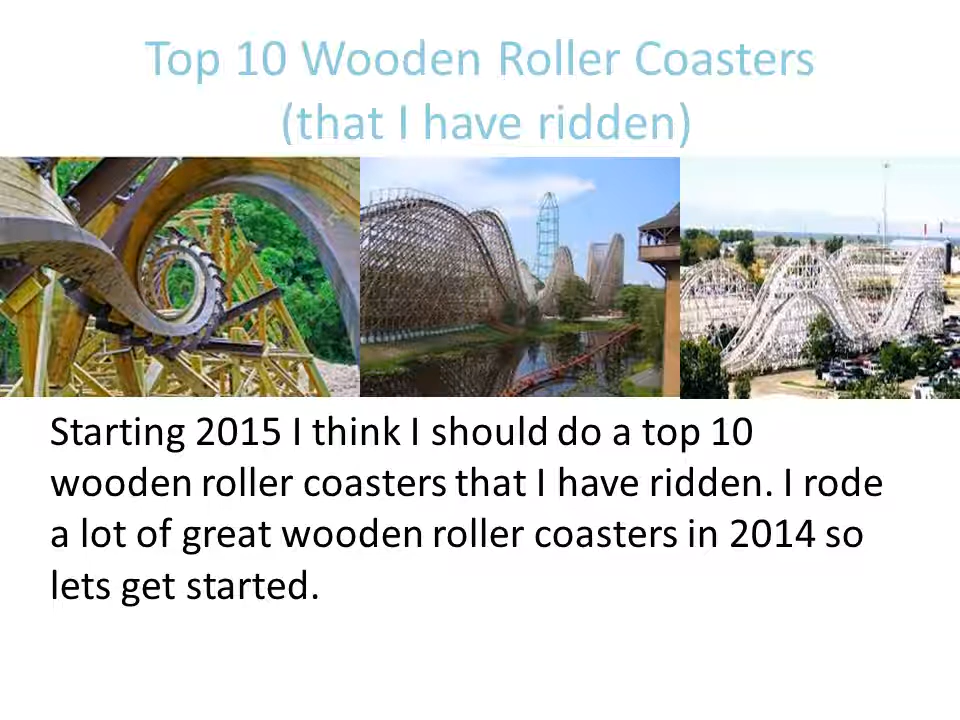 Top 10 Wooden Roller Coasters
(that I have ridden)
Starting 2015 I think I should do a top 10
wooden roller coasters that I have ridden. I rode
a lot of great wooden roller coasters in 2014 so
lets get started.